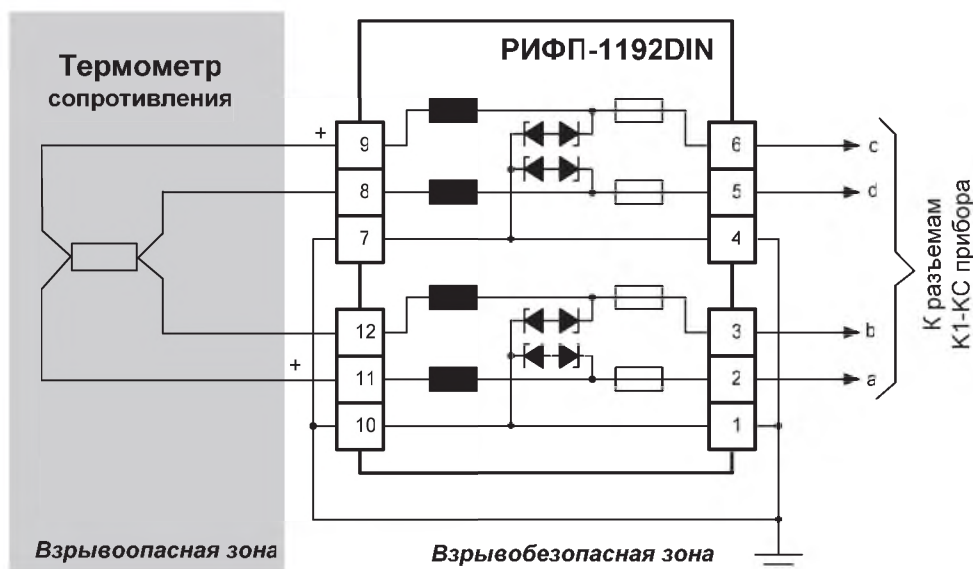 Термометр
сопротивления
РИФП-1192DIN
+
9
8
7
12
+
11
10
6
5
4
3
2
1
c
d
b
a
К разъемам
К1-КС прибора
Взрывоопасная зона
Взрывобезопасная зона